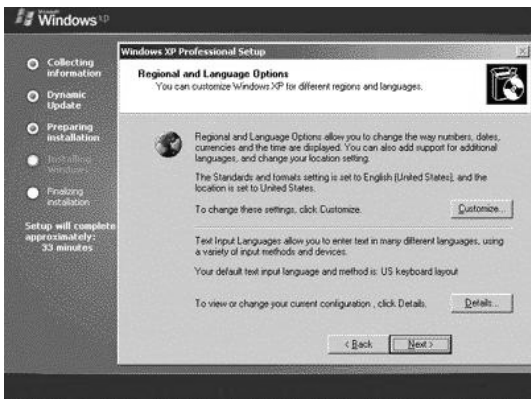 Microsoft
Windows xp
Collecting
information
Dynamic
Update
Preparing
installation
Installing
Windows
Finalizing
installation
Setup will complete
approximately:
33 minutes
Windows XP Professional Setup
Regional and Language Options
You can customize Windows XP for different regions and languages.
Regional and Language Options allow you to change the way numbers, dates,
currencies and the time are displayed. You can also add support for additional
languages, and change your location setting.
The Standards and formats setting is set to English (United States), and the
location is set to United States.
To change these settings, click Customize.
Customize...
Text Input Languages allow you to enter text in many different languages, using
a variety of input methods and devices.
Your default text input language and method is: US keyboard layout
To view or change your current configuration , click Details.
Details...
< Back
Next >